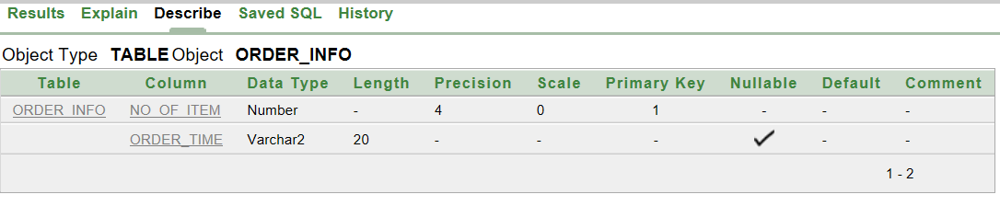 Results Explain Describe Saved SQL History
Object Type TABLE Object ORDER_INFO
Table Column Data Type Length Precision Scale Primary Key Nullable Default Comment
ORDER_INFO NO_OF_ITEM Number - 4 0 1 - - -
ORDER_TIME Varchar2 20 - - - - -
1 - 2